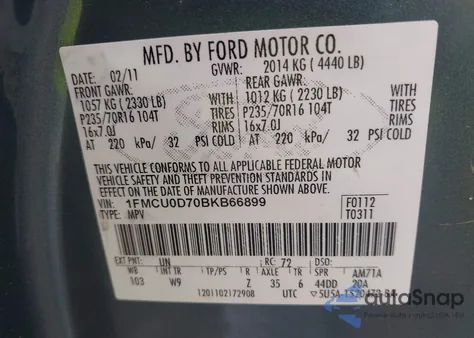 MFD. BY FORD MOTOR CO.
DATE: 02/11 GVWR: 2014 KG ( 4440 LB)
FRONT GAWR: REAR GAWR:
1057 KG ( 2330 LB) 1012 KG ( 2230 LB)
P235/70R16 104T TIRES P235/70R16 104T
16x7.0J RIMS 16x7.0J
AT 220 kPa/ 32 PSI COLD AT 220 kPa/ 32 PSI COLD
THIS VEHICLE CONFORMS TO ALL APPLICABLE FEDERAL MOTOR
VEHICLE SAFETY AND THEFT PREVENTION STANDARDS IN
EFFECT ON THE DATE OF MANUFACTURE SHOWN ABOVE.
VIN: 1FMCU0D70BKB66899 F0112
TYPE: MPV T0311
EXT PNT: UN RC: 72
WB INT TR TP/PS R AXLE TR SPR AM71A
103 W9 Z 35 6 44DD 20A
1201102172908 UTC
autoSnap